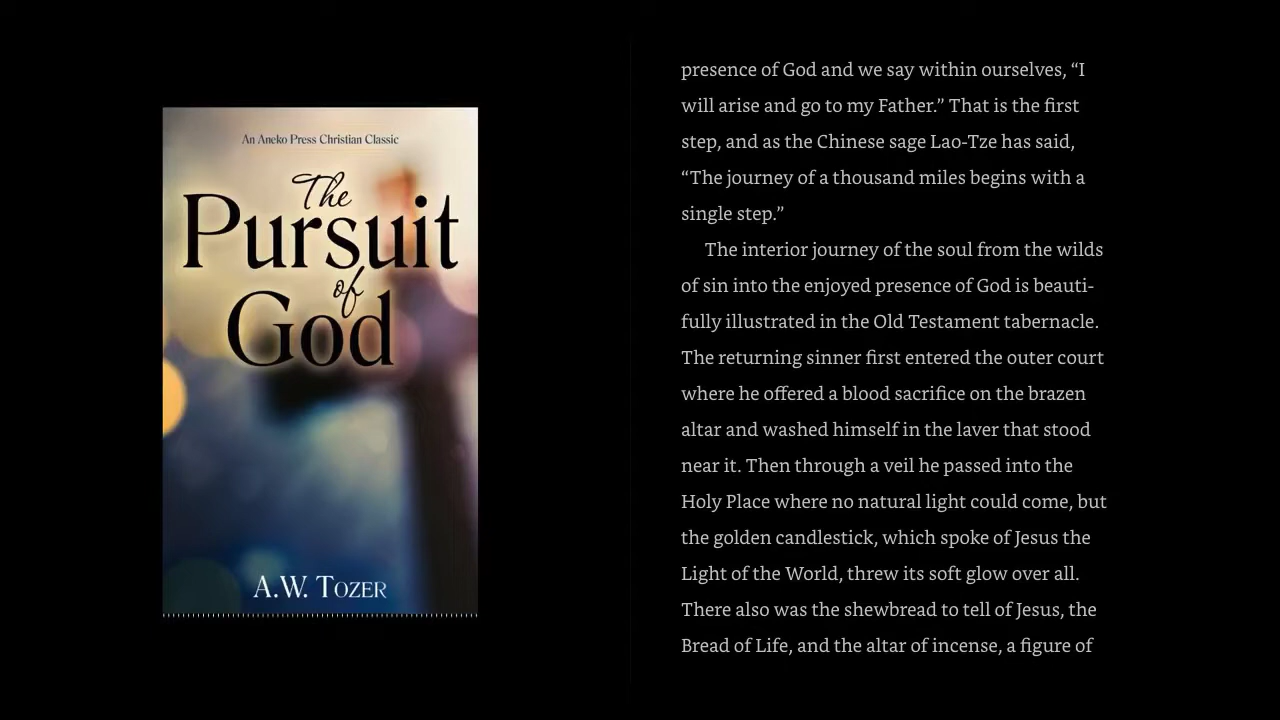 An Aneko Press Christian Classic
The
Pursuit
of
God
A.W. Tozer
presence of God and we say within ourselves, “I
will arise and go to my Father.” That is the first
step, and as the Chinese sage Lao-Tze has said,
“The journey of a thousand miles begins with a
single step.”
The interior journey of the soul from the wilds
of sin into the enjoyed presence of God is beauti-
fully illustrated in the Old Testament tabernacle.
The returning sinner first entered the outer court
where he offered a blood sacrifice on the brazen
altar and washed himself in the laver that stood
near it. Then through a veil he passed into the
Holy Place where no natural light could come, but
the golden candlestick, which spoke of Jesus the
Light of the World, threw its soft glow over all.
There also was the shewbread to tell of Jesus, the
Bread of Life, and the altar of incense, a figure of